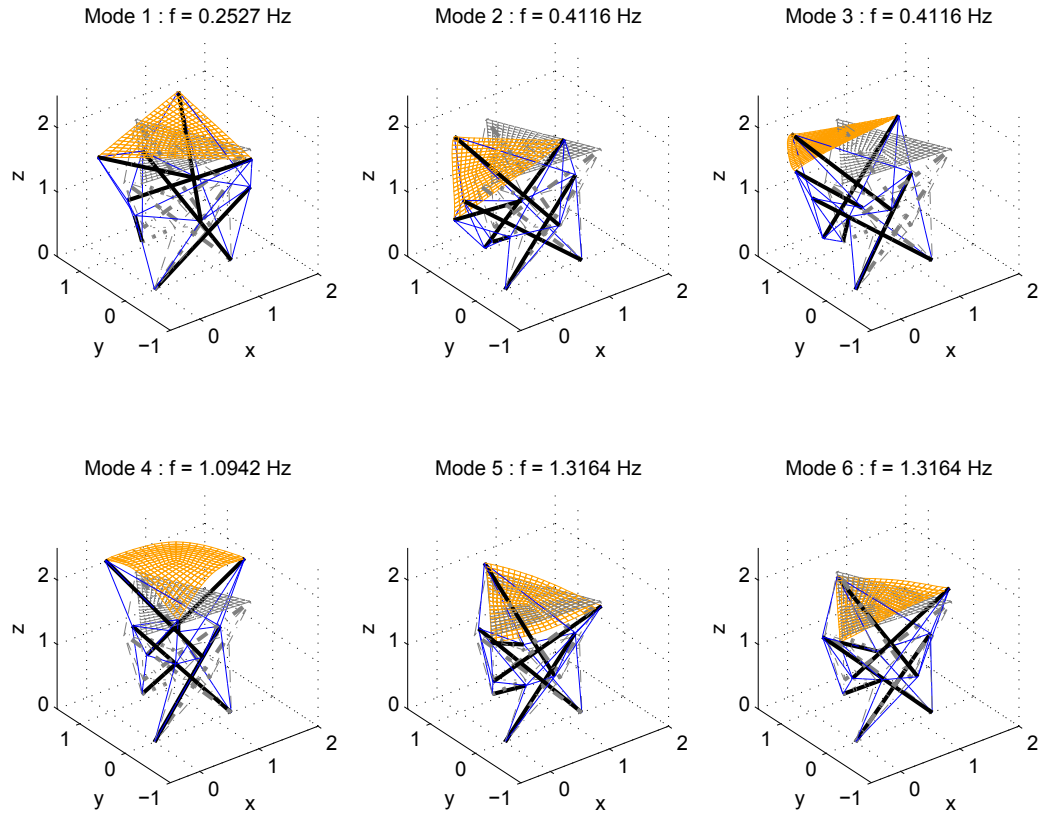 Mode 1 : f = 0.2527 Hz
Mode 2 : f = 0.4116 Hz
Mode 3 : f = 0.4116 Hz
2
1
0
z
1
0
−1
y
0
1
2
x
2
1
0
z
1
0
−1
y
0
1
2
x
2
1
0
z
1
0
−1
y
0
1
2
x
Mode 4 : f = 1.0942 Hz
Mode 5 : f = 1.3164 Hz
Mode 6 : f = 1.3164 Hz
2
1
0
z
1
0
−1
y
0
1
2
x
2
1
0
z
1
0
−1
y
0
1
2
x
2
1
0
z
1
0
−1
y
0
1
2
x